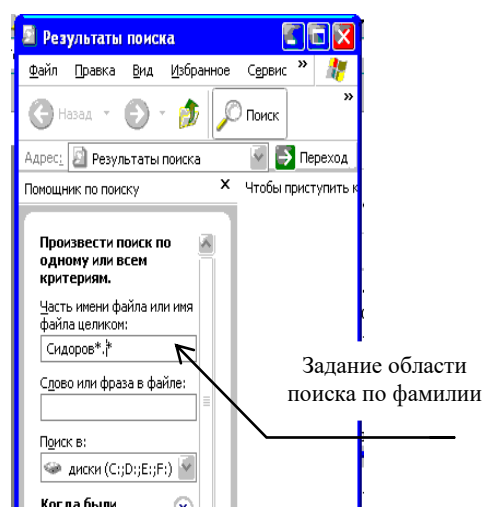 Результаты поиска
Файл Правка Вид Избранное Сервис »
Назад Поиск »
Адрес: Результаты поиска Переход
Помощник по поиску x Чтобы приступить к
Произвести поиск по
одному или всем
критериям.
Часть имени файла или имя
файла целиком:
Сидоров*.*
Слово или фраза в файле:
Поиск в:
диски (C:;D:;E:;F:)
Когда были
Задание области
поиска по фамилии